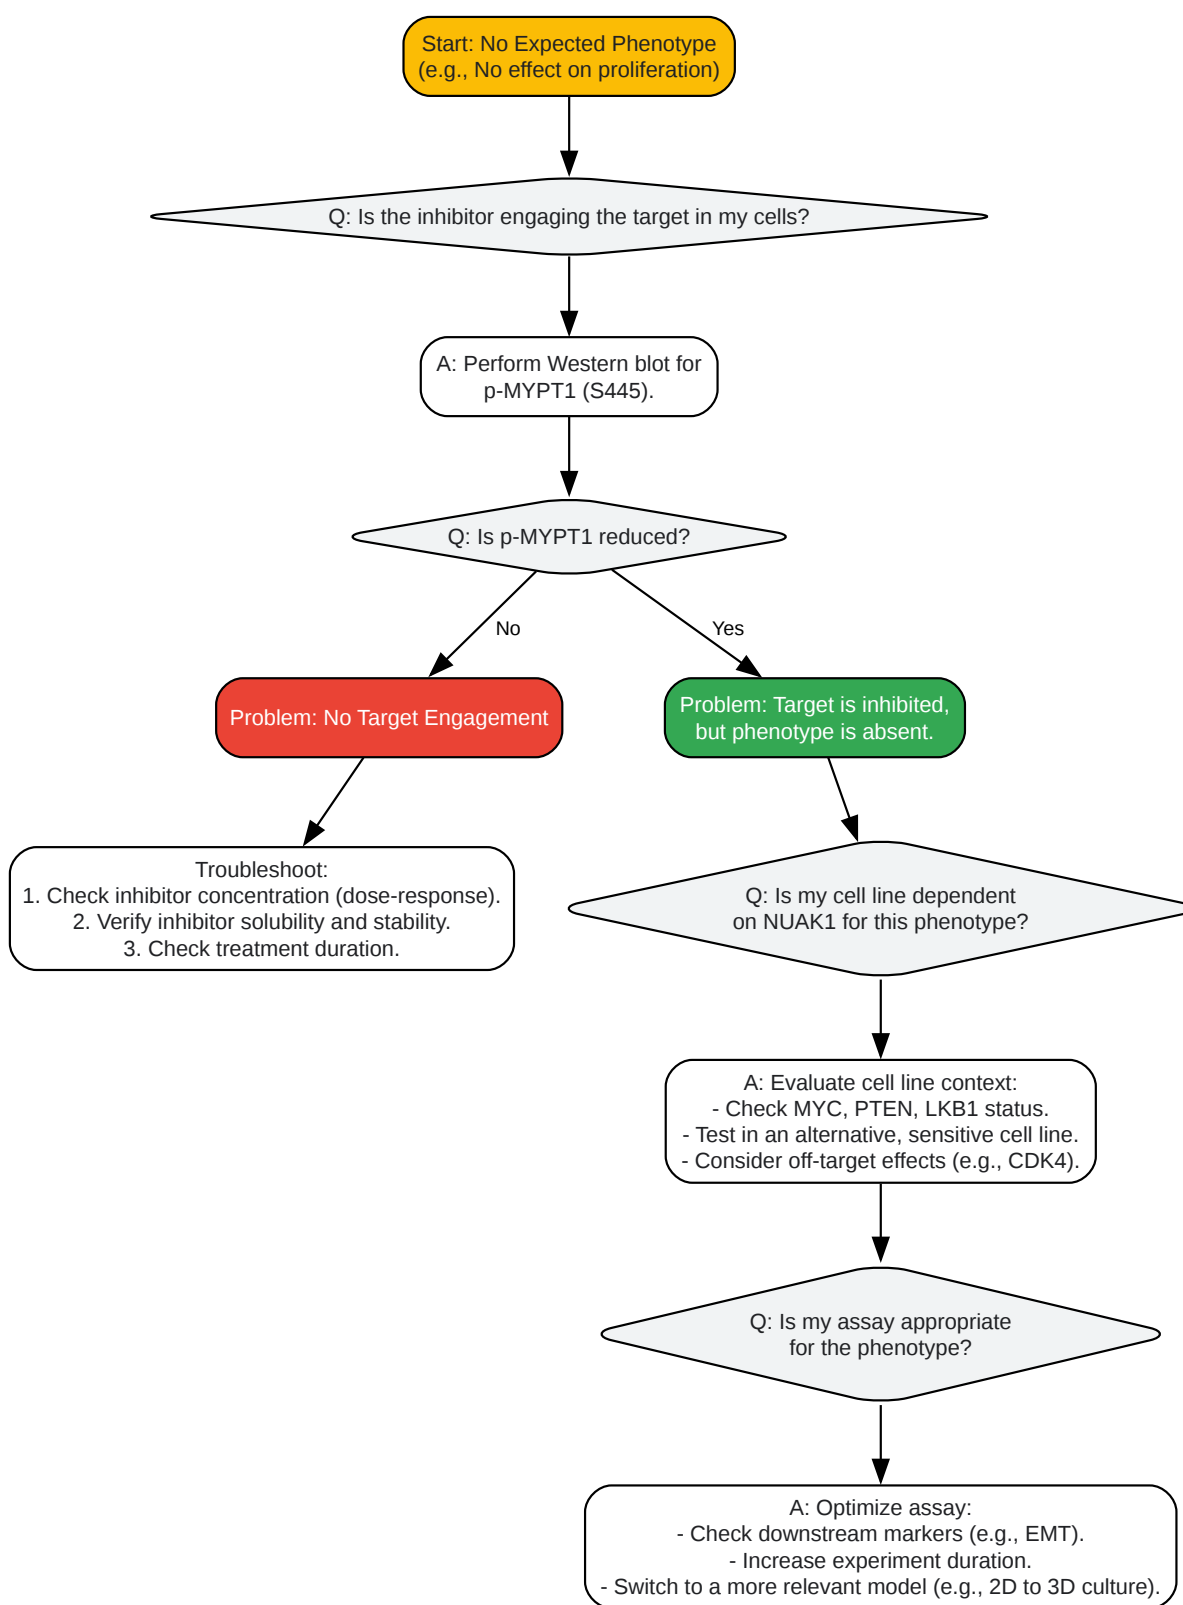 Start: No Expected Phenotype
(e.g., No effect on proliferation)
Q: Is the inhibitor engaging the target in my cells?
A: Perform Western blot for
p-MYPT1 (S445).
Q: Is p-MYPT1 reduced?
No
Yes
Problem: No Target Engagement
Problem: Target is inhibited,
but phenotype is absent.
Troubleshoot:
1. Check inhibitor concentration (dose-response).
2. Verify inhibitor solubility and stability.
3. Check treatment duration.
Q: Is my cell line dependent
on NUAK1 for this phenotype?
A: Evaluate cell line context:
- Check MYC, PTEN, LKB1 status.
- Test in an alternative, sensitive cell line.
- Consider off-target effects (e.g., CDK4).
Q: Is my assay appropriate
for the phenotype?
A: Optimize assay:
- Check downstream markers (e.g., EMT).
- Increase experiment duration.
- Switch to a more relevant model (e.g., 2D to 3D culture).